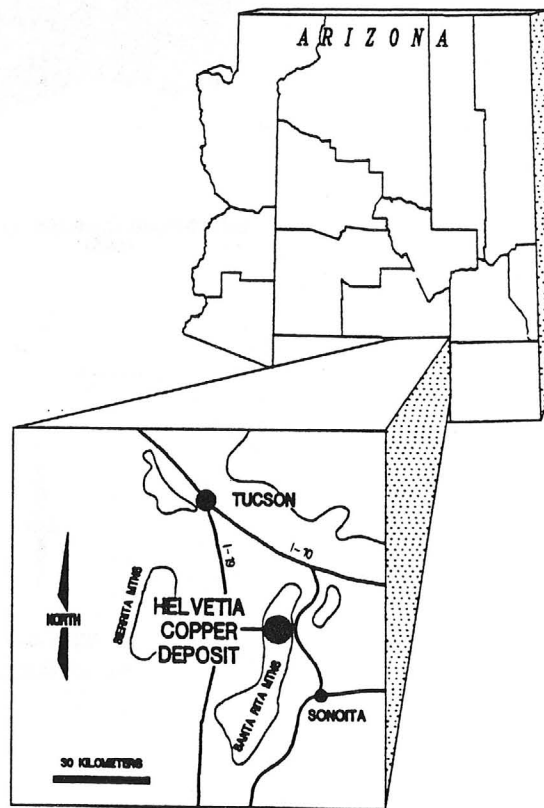 ARIZONA
TUCSON
I-19
I-10
SIERRITA MTNS
NORTH
HELVETIA
COPPER
DEPOSIT
SANTA RITA MTNS
SONOITA
30 KILOMETERS